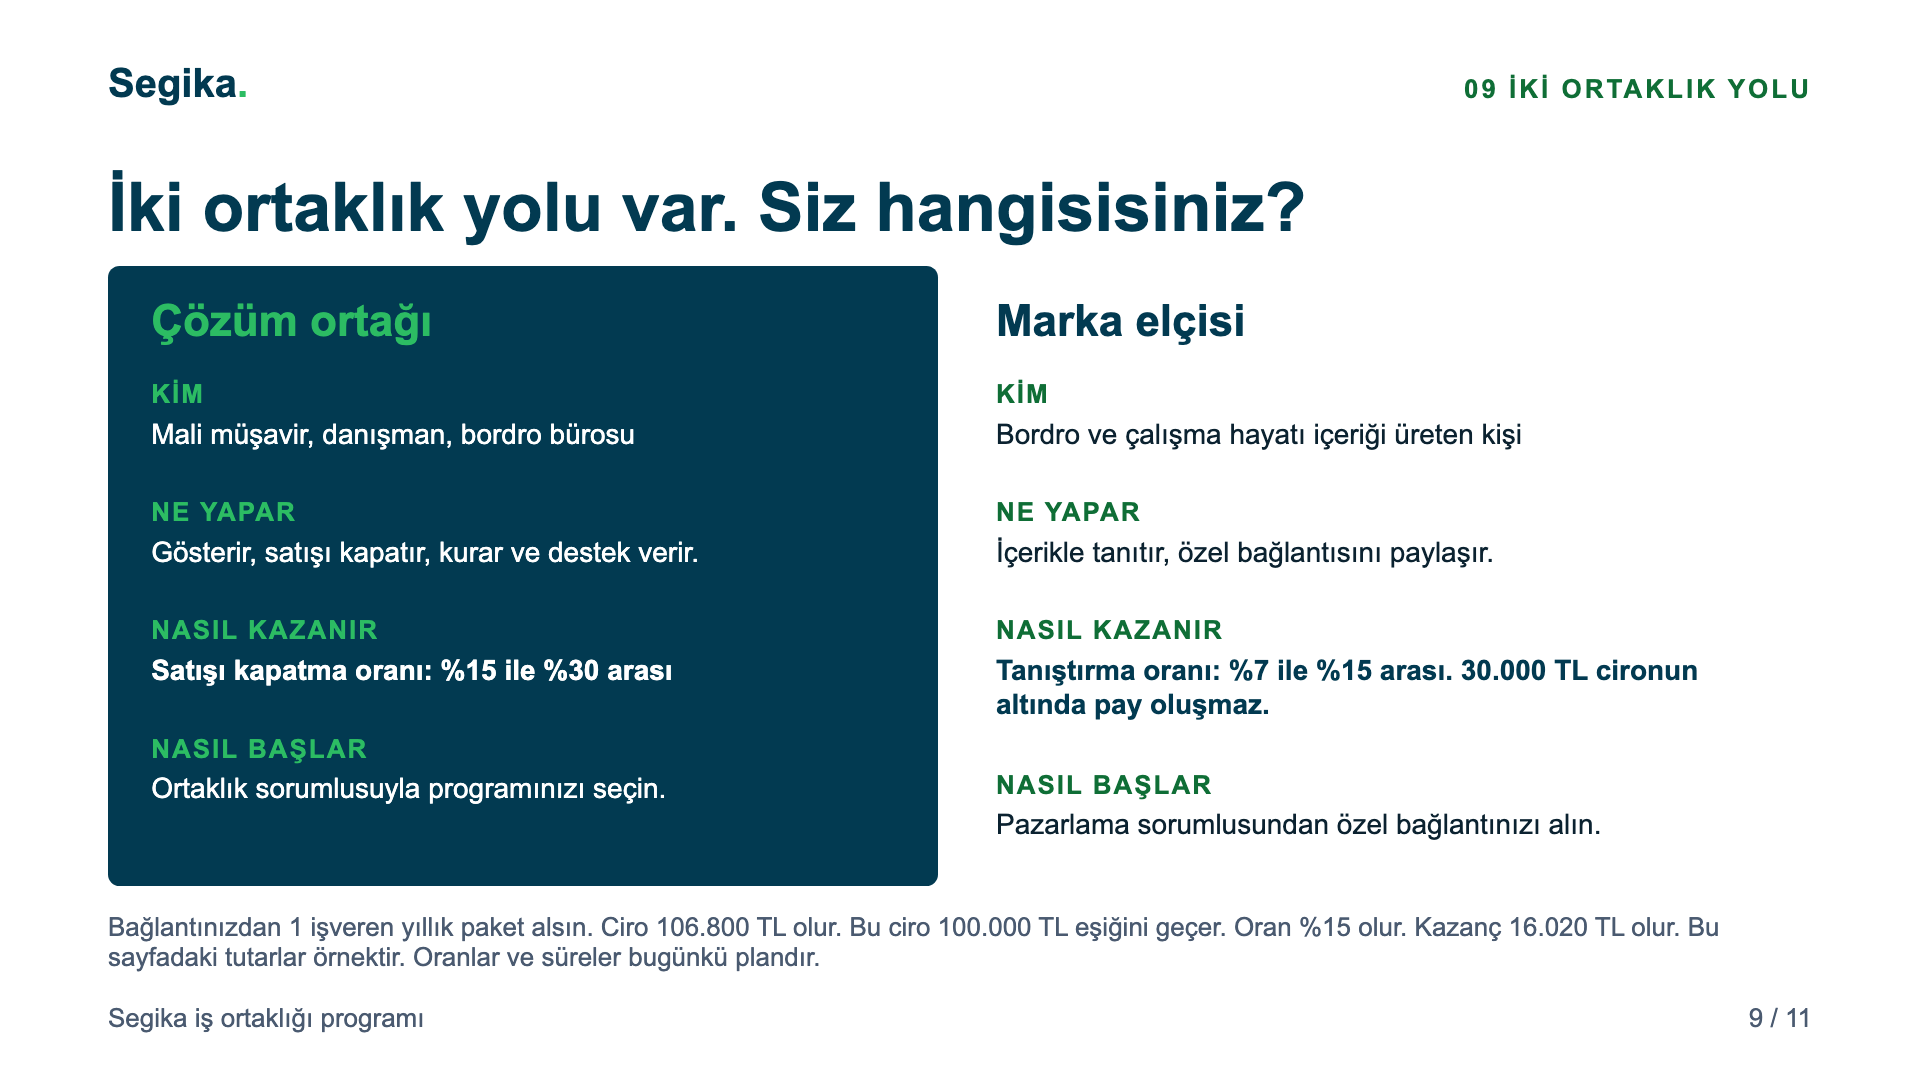 Segika.
09 İKİ ORTAKLIK YOLU
İki ortaklık yolu var. Siz hangisisiniz?
Çözüm ortağı
KİM
Mali müşavir, danışman, bordro bürosu
NE YAPAR
Gösterir, satışı kapatır, kurar ve destek verir.
NASIL KAZANIR
Satışı kapatma oranı: %15 ile %30 arası
NASIL BAŞLAR
Ortaklık sorumlusuyla programınızı seçin.
Marka elçisi
KİM
Bordro ve çalışma hayatı içeriği üreten kişi
NE YAPAR
İçerikle tanıtır, özel bağlantısını paylaşır.
NASIL KAZANIR
Tanıştırma oranı: %7 ile %15 arası. 30.000 TL cironun
altında pay oluşmaz.
NASIL BAŞLAR
Pazarlama sorumlusundan özel bağlantınızı alın.
Bağlantınızdan 1 işveren yıllık paket alsın. Ciro 106.800 TL olur. Bu ciro 100.000 TL eşiğini geçer. Oran %15 olur. Kazanç 16.020 TL olur. Bu
sayfadaki tutarlar örnektir. Oranlar ve süreler bugünkü plandır.
Segika iş ortaklığı programı
9 / 11